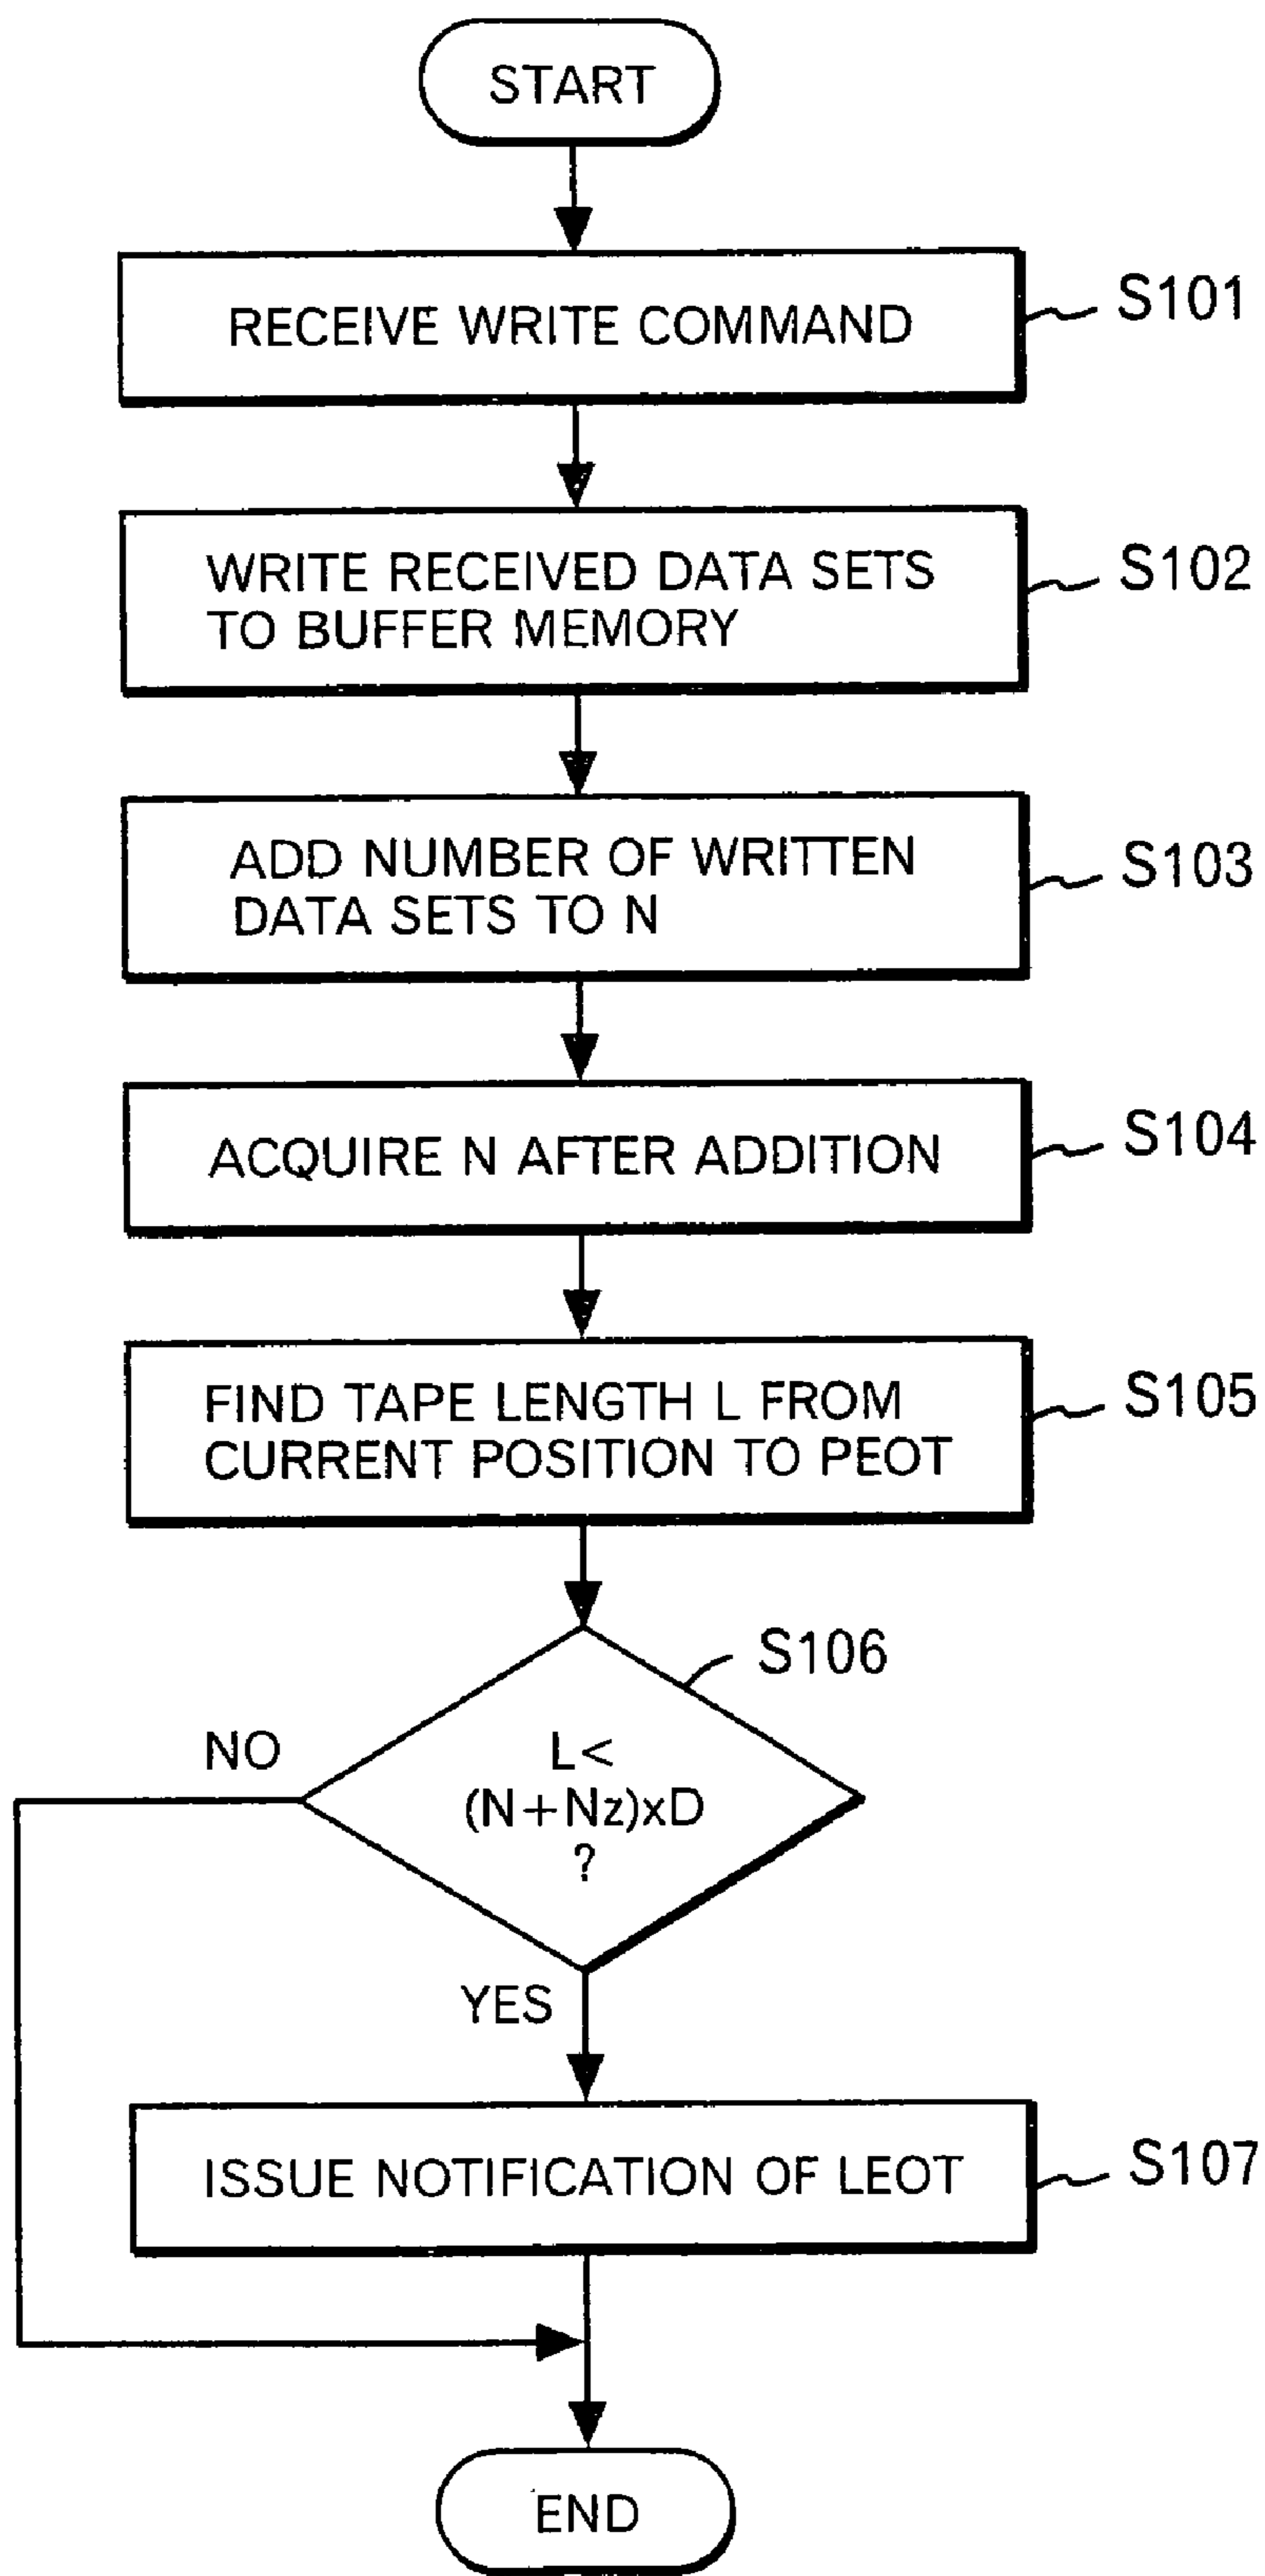 START
RECEIVE WRITE COMMAND
S101
WRITE RECEIVED DATA SETS
TO BUFFER MEMORY
S102
ADD NUMBER OF WRITTEN
DATA SETS TO N
S103
ACQUIRE N AFTER ADDITION
S104
FIND TAPE LENGTH L FROM
CURRENT POSITION TO PEOT
S105
S106
NO
L<
(N+Nz)xD
?
YES
ISSUE NOTIFICATION OF LEOT
S107
END